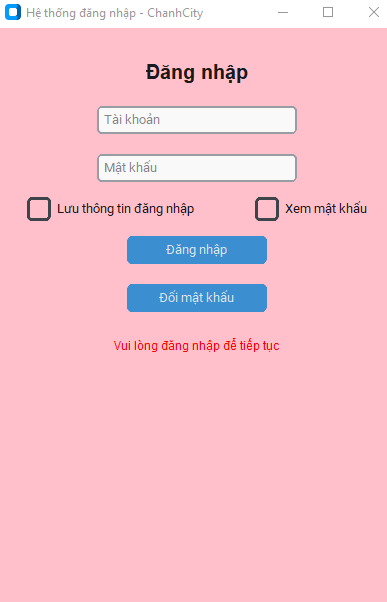 Hệ thống đăng nhập - ChanhCity
Đăng nhập
Tài khoản
Mật khẩu
Lưu thông tin đăng nhập
Xem mật khẩu
Đăng nhập
Đổi mật khẩu
Vui lòng đăng nhập để tiếp tục